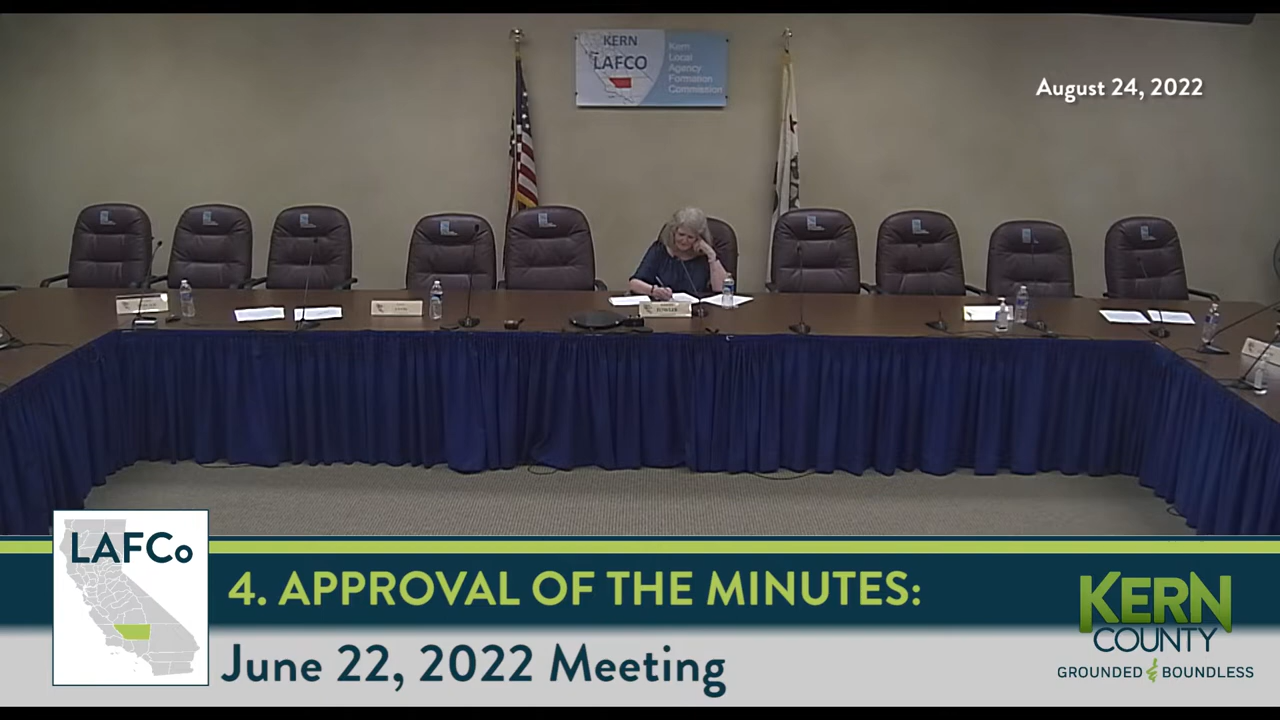 KERN
LAFCO
Kern
Local
Agency
Formation
Commission
August 24, 2022
FOWLER
LAFCo
4. APPROVAL OF THE MINUTES:
June 22, 2022 Meeting
KERN
COUNTY
GROUNDED BOUNDLESS